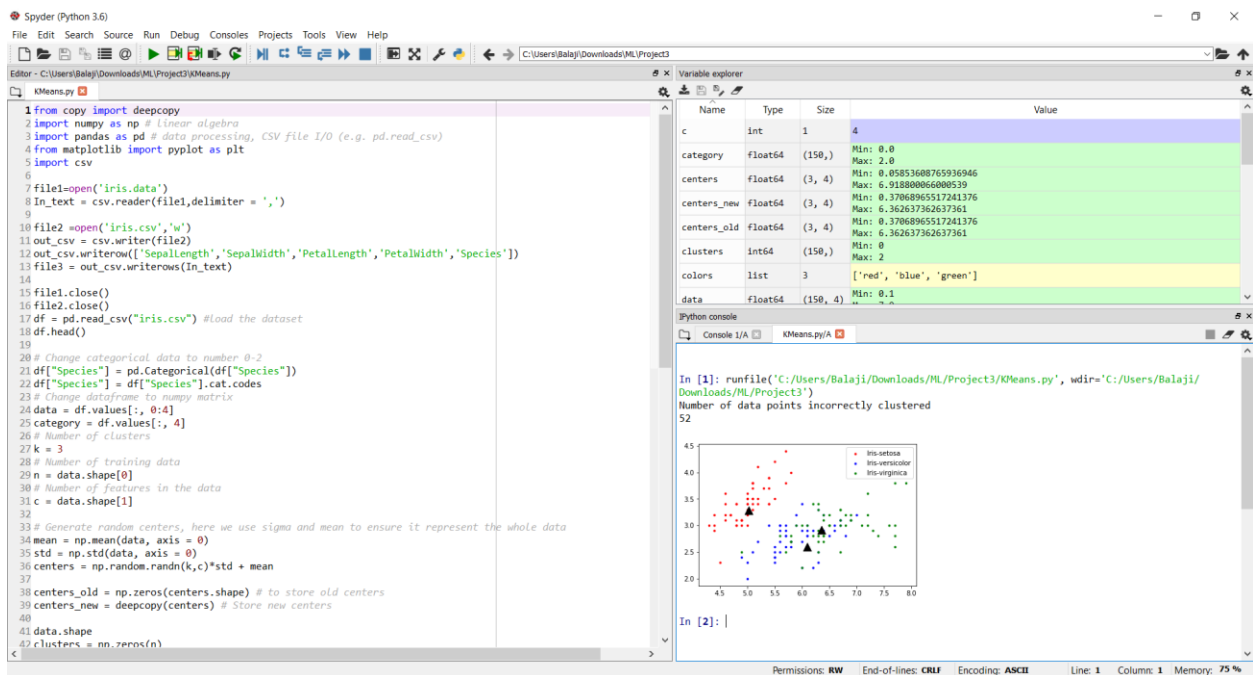 Spyder (Python 3.6)
File Edit Search Source Run Debug Consoles Projects Tools View Help
C:\Users\Balaji\Downloads\ML\Project3
Editor - C:\Users\Balaji\Downloads\ML\Project3\KMeans.py
KMeans.py
1 from copy import deepcopy
2 import numpy as np # linear algebra
3 import pandas as pd # data processing, CSV file I/O (e.g. pd.read_csv)
4 from matplotlib import pyplot as plt
5 import csv
6
7 file1=open('iris.data')
8 In_text = csv.reader(file1,delimiter = ',')
9
10 file2 =open('iris.csv','w')
11 out_csv = csv.writer(file2)
12 out_csv.writerow(['SepalLength','SepalWidth','PetalLength','PetalWidth','Species'])
13 file3 = out_csv.writerows(In_text)
14
15 file1.close()
16 file2.close()
17 df = pd.read_csv("iris.csv") #load the dataset
18 df.head()
19
20 # Change categorical data to number 0-2
21 df["Species"] = pd.Categorical(df["Species"])
22 df["Species"] = df["Species"].cat.codes
23 # Change dataframe to numpy matrix
24 data = df.values[:, 0:4]
25 category = df.values[:, 4]
26 # Number of clusters
27 k = 3
28 # Number of training data
29 n = data.shape[0]
30 # Number of features in the data
31 c = data.shape[1]
32
33 # Generate random centers, here we use sigma and mean to ensure it represent the whole data
34 mean = np.mean(data, axis = 0)
35 std = np.std(data, axis = 0)
36 centers = np.random.randn(k,c)*std + mean
37
38 centers_old = np.zeros(centers.shape) # to store old centers
39 centers_new = deepcopy(centers) # Store new centers
40
41 data.shape
42 clusters = np.zeros(n)
Variable explorer
Name Type Size Value
c int 1 4
category float64 (150,) Min: 0.0
Max: 2.0
centers float64 (3, 4) Min: 0.05853608765936946
Max: 6.918800066000539
centers_new float64 (3, 4) Min: 0.37068965517241376
Max: 6.362637362637361
centers_old float64 (3, 4) Min: 0.37068965517241376
Max: 6.362637362637361
clusters int64 (150,) Min: 0
Max: 2
colors list 3 ['red', 'blue', 'green']
data float64 (150, 4) Min: 0.1
IPython console
Console 1/A KMeans.py/A
In [1]: runfile('C:/Users/Balaji/Downloads/ML/Project3/KMeans.py', wdir='C:/Users/Balaji/
Downloads/ML/Project3')
Number of data points incorrectly clustered
52
4.5
4.0
3.5
3.0
2.5
2.0
Iris-setosa
Iris-versicolor
Iris-virginica
4.5 5.0 5.5 6.0 6.5 7.0 7.5 8.0
In [2]:
Permissions: RW End-of-lines: CRLF Encoding: ASCII Line: 1 Column: 1 Memory: 75 %